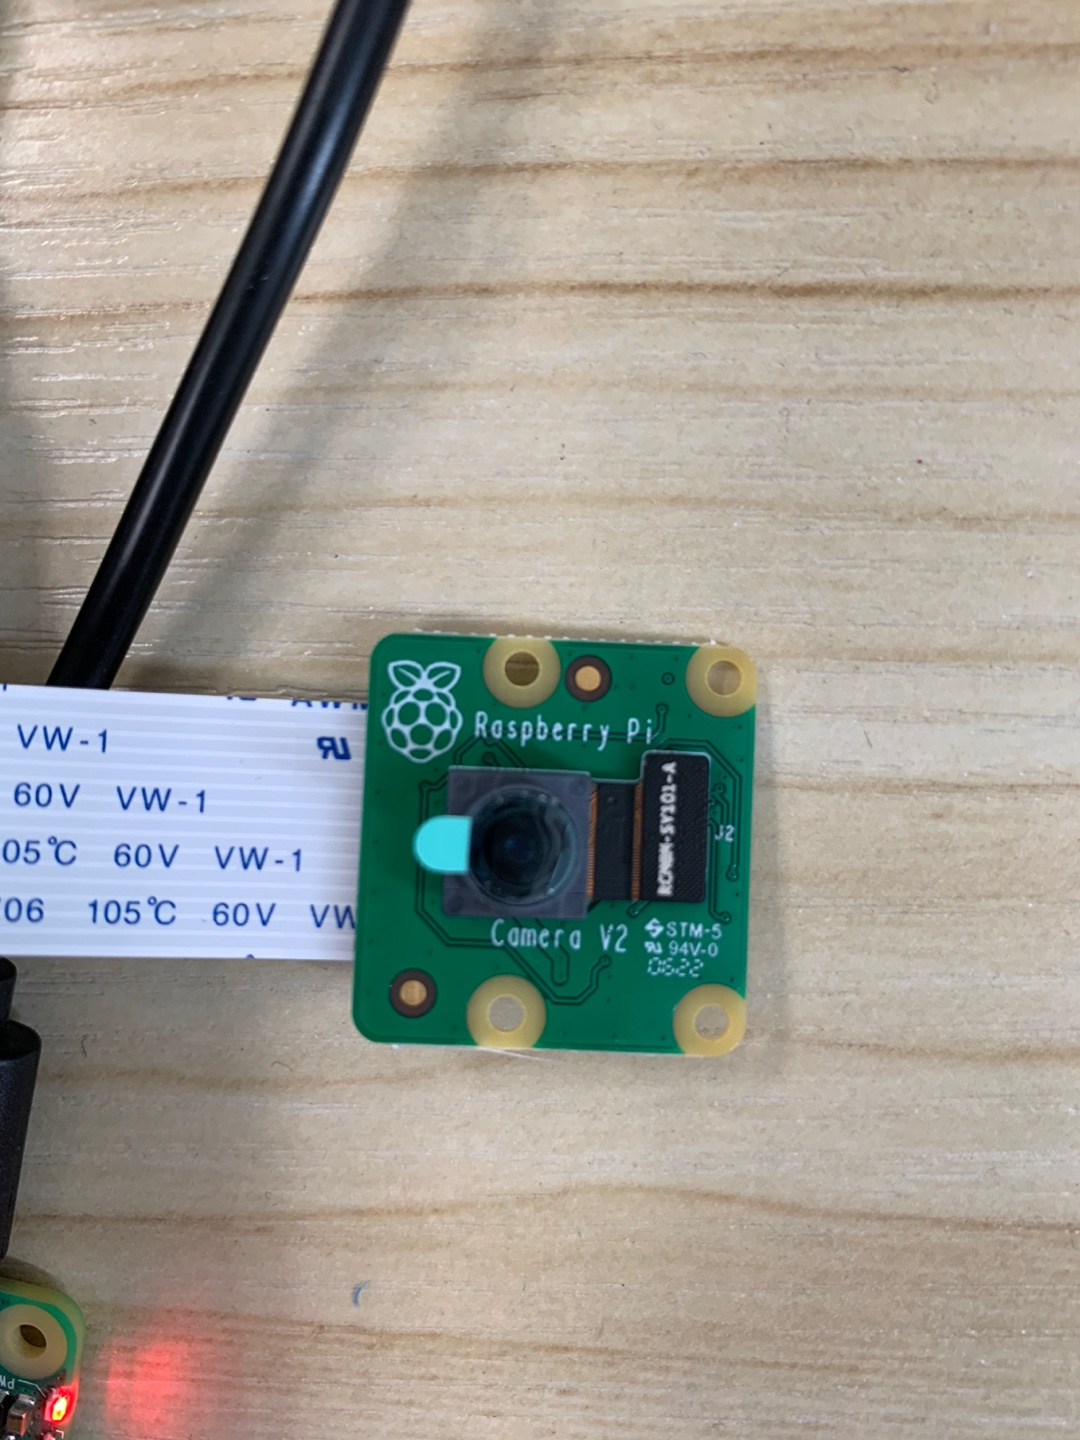 VW-1
60V VW-1
05℃ 60V VW-1
706 105℃ 60V VW
Raspberry Pi
RCMBM-SY101-A
J2
Camera V2
STM-5
94V-0
0622